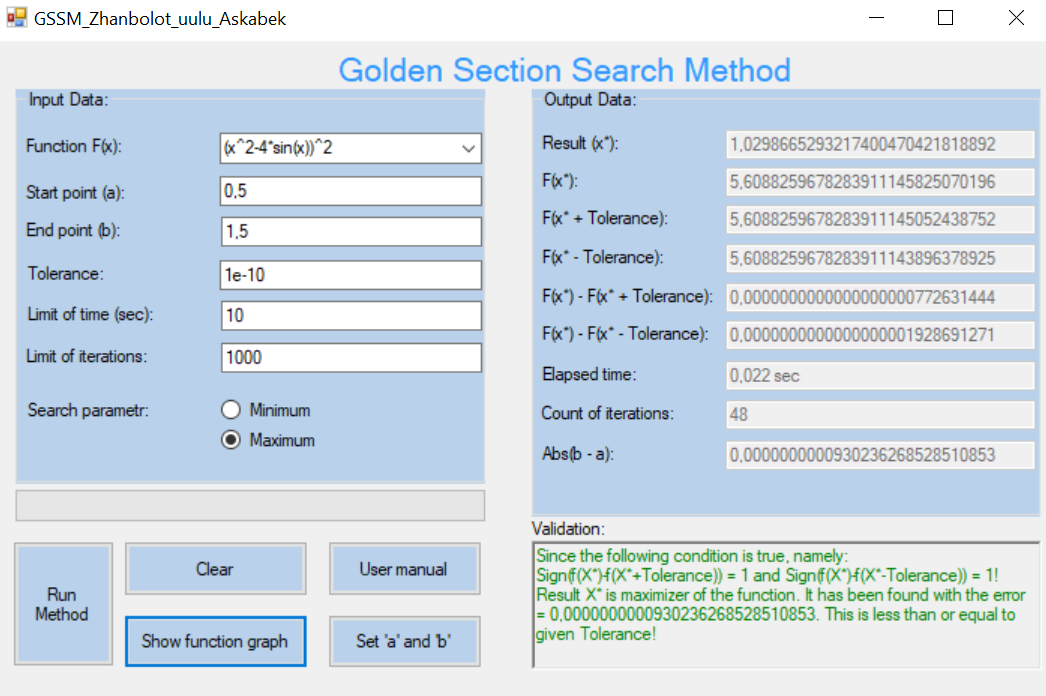 GSSM_Zhanbolot_uulu_Askabek
Golden Section Search Method
Input Data:
Function F(x):
(x^2-4*sin(x))^2
Start point (a):
0,5
End point (b):
1,5
Tolerance:
1e-10
Limit of time (sec):
10
Limit of iterations:
1000
Search parametr:
Minimum
Maximum
Run
Method
Clear
User manual
Show function graph
Set 'a' and 'b'
Output Data:
Result (x*):
1,0298665293217400470421818892
F(x*):
5,6088259678283911145825070196
F(x* + Tolerance):
5,6088259678283911145052438752
F(x* - Tolerance):
5,6088259678283911143896378925
F(x*) - F(x* + Tolerance):
0,0000000000000000000772631444
F(x*) - F(x* - Tolerance):
0,0000000000000000001928691271
Elapsed time:
0,022 sec
Count of iterations:
48
Abs(b - a):
0,0000000000930236268528510853
Validation:
Since the following condition is true, namely:
Sign(f(X*)-f(X*+Tolerance)) = 1 and Sign(f(X*)-f(X*-Tolerance)) = 1!
Result X* is maximizer of the function. It has been found with the error
= 0,0000000000930236268528510853. This is less than or equal to
given Tolerance!